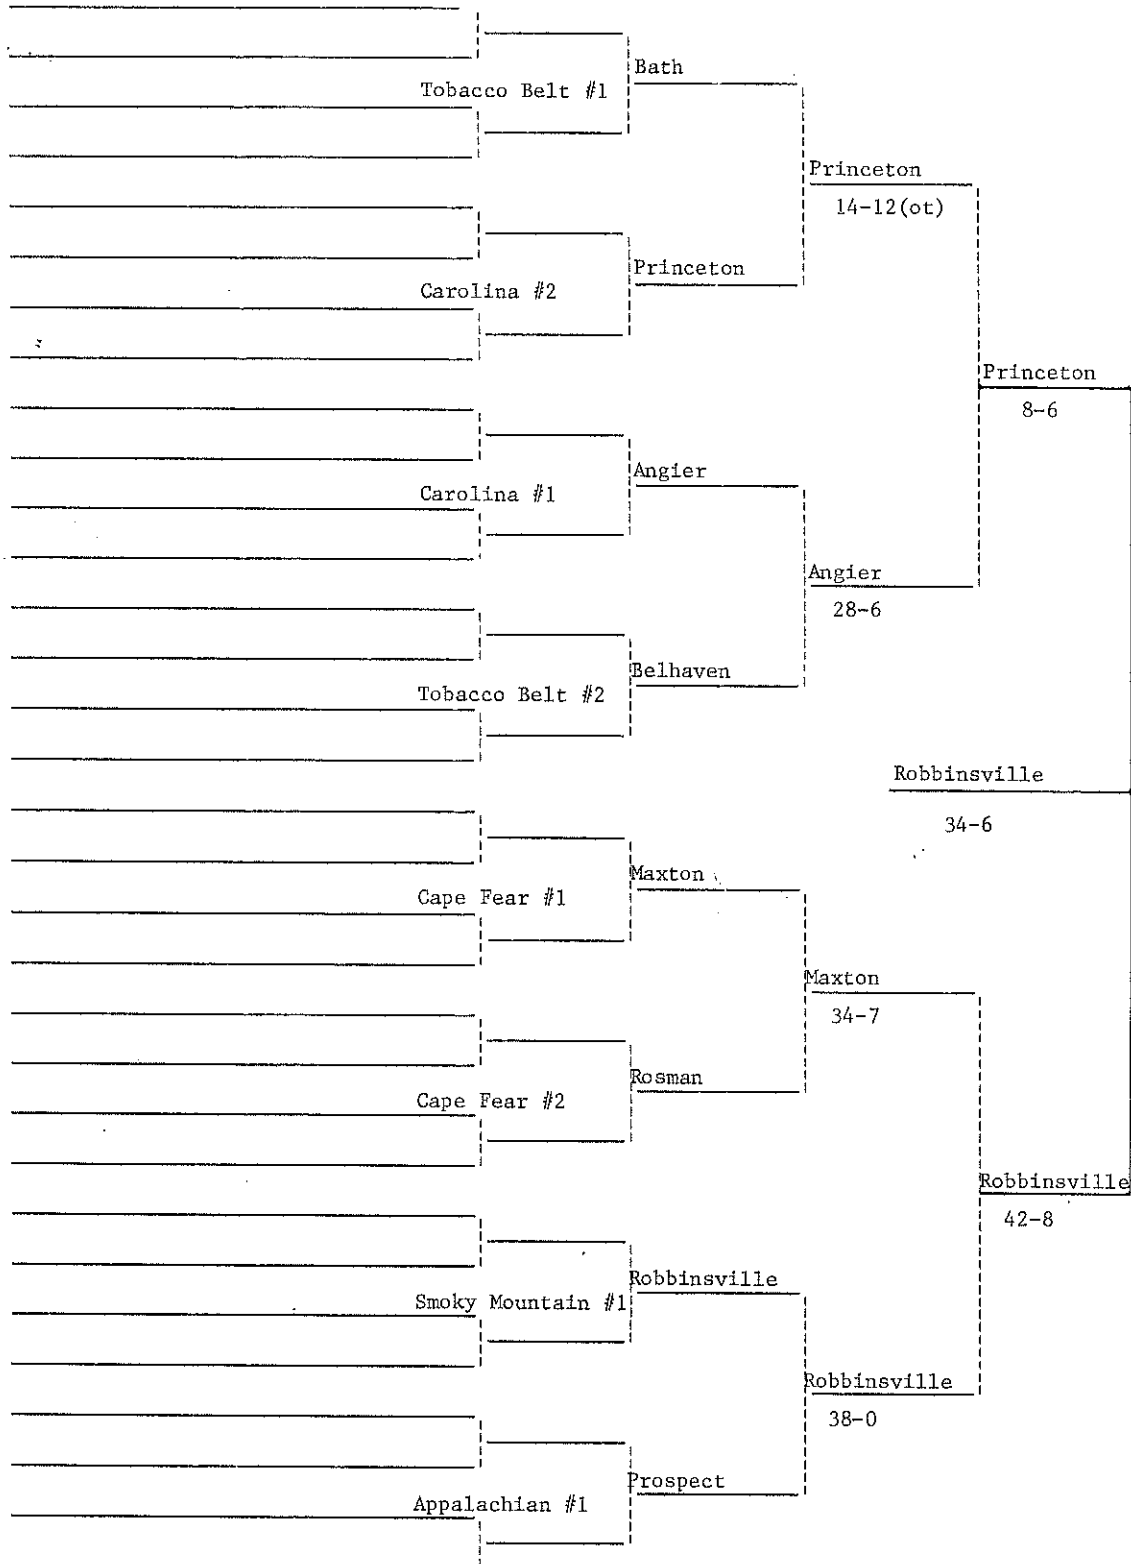 Bath
Tobacco Belt #1
Princeton
14-12(ot)
Princeton
Carolina #2
Princeton
8-6
Angier
Carolina #1
Angier
28-6
Belhaven
Tobacco Belt #2
Robbinsville
34-6
Maxton
Cape Fear #1
Maxton
34-7
Rosman
Cape Fear #2
Robbinsville
42-8
Robbinsville
Smoky Mountain #1
Robbinsville
38-0
Prospect
Appalachian #1